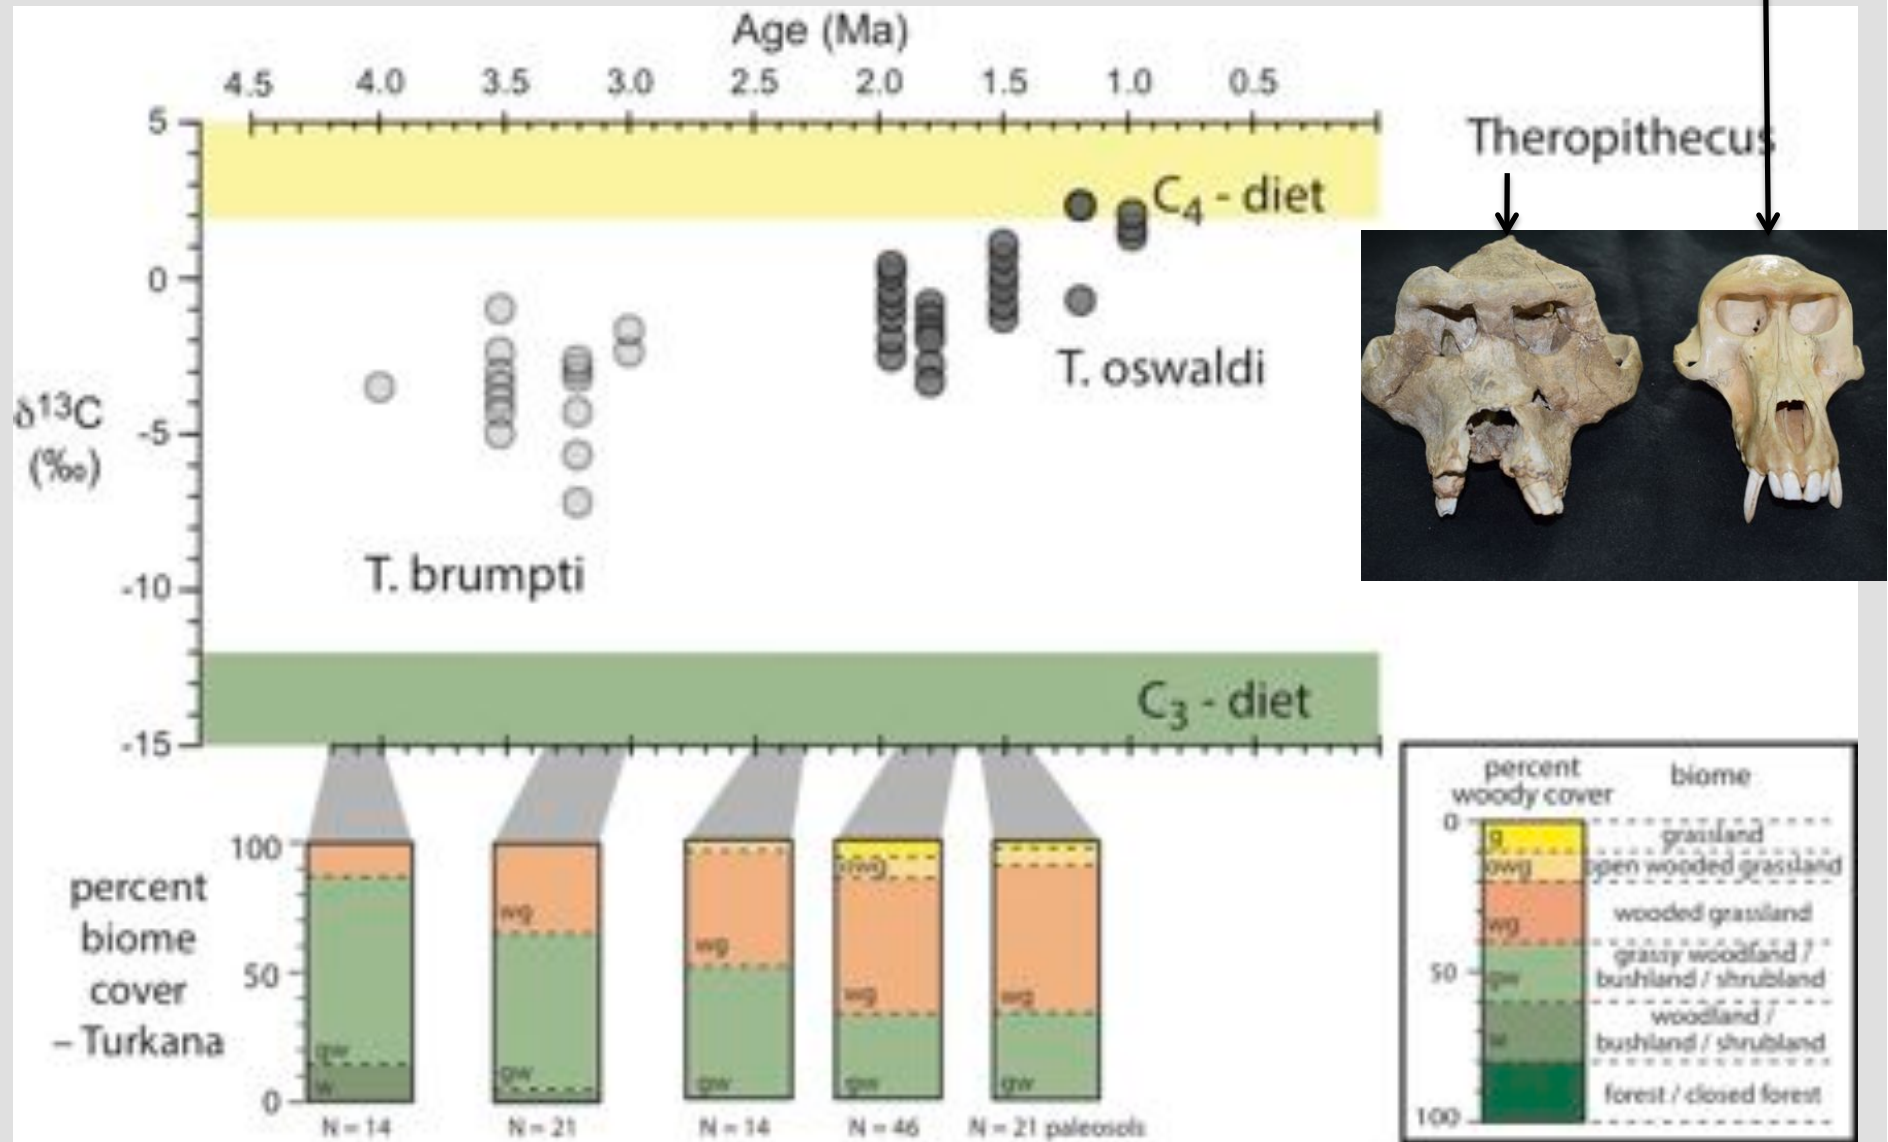 Age (Ma)
4.5 4.0 3.5 3.0 2.5 2.0 1.5 1.0 0.5
5
0
-5
-10
-15
δ13C
(‰)
C4 - diet
T. oswaldi
T. brumpti
C3 - diet
Theropithecus
percent
biome
cover
– Turkana
100
50
0
gw
w
N = 14
wg
gw
N = 21
wg
gw
N = 14
owg
wg
gw
N = 46
wg
gw
N = 21 paleosols
percent
woody cover
biome
0
50
100
g
owg
wg
gw
w
grassland
open wooded grassland
wooded grassland
grassy woodland /
bushland / shrubland
woodland /
bushland / shrubland
forest / closed forest